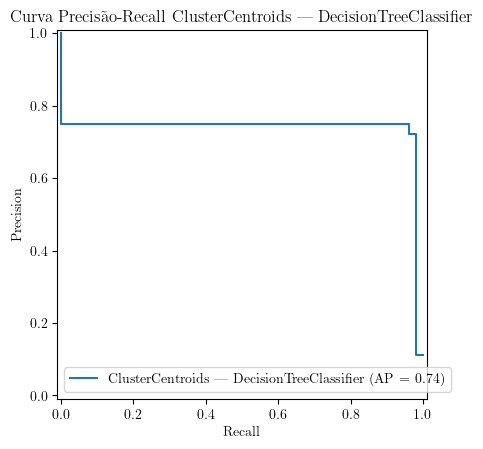 Curva Precisão-Recall ClusterCentroids — DecisionTreeClassifier
1.0
0.8
0.6
0.4
0.2
0.0
Precision
ClusterCentroids — DecisionTreeClassifier (AP = 0.74)
0.0 0.2 0.4 0.6 0.8 1.0
Recall